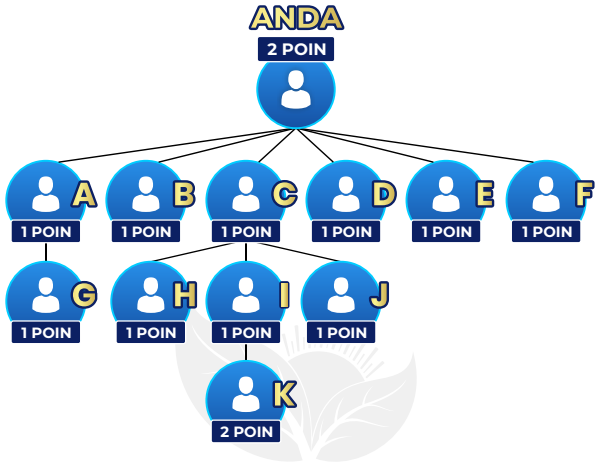 ANDA
2 POIN
A
B
C
D
E
F
1 POIN
1 POIN
1 POIN
1 POIN
1 POIN
1 POIN
G
H
I
J
1 POIN
1 POIN
1 POIN
1 POIN
K
2 POIN